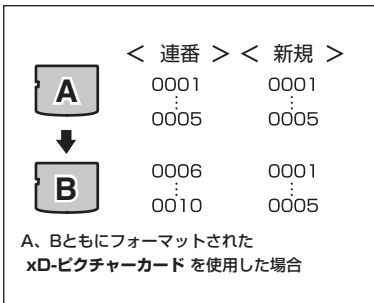 ＜ 連番 ＞＜ 新規 ＞
A
0001 0001
⋮ ⋮
0005 0005
B
0006 0001
⋮ ⋮
0010 0005
A、Bともにフォーマットされた
xD-ピクチャーカード を使用した場合